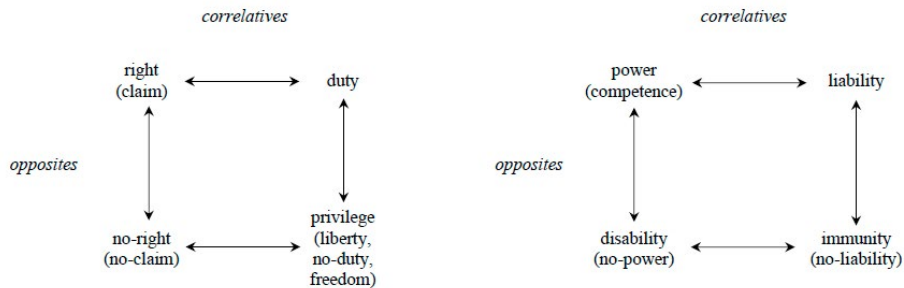 correlatives
right
(claim)
duty
opposites
no-right
(no-claim)
privilege
(liberty,
no-duty,
freedom)
correlatives
power
(competence)
liability
opposites
disability
(no-power)
immunity
(no-liability)